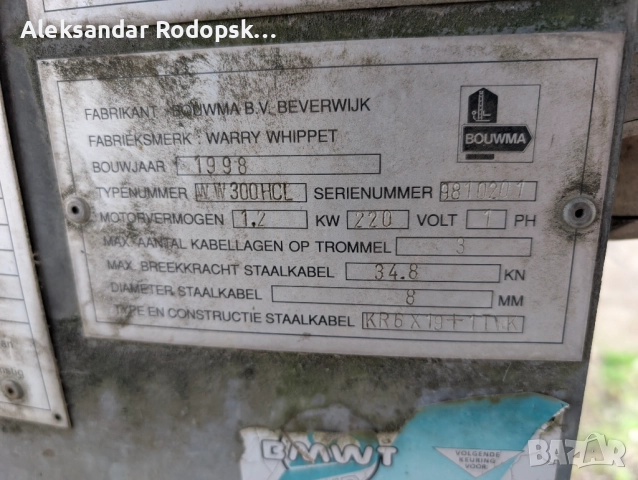 Aleksandar Rodopsk...
FABRIKANT : BOUWMA B.V. BEVERWIJK
FABRIEKSMERK : WARRY WHIPPET
BOUWMA
BOUWJAAR 1998
TYPENUMMER WW300HCL SERIENUMMER
MOTORVERMOGEN 1,2 KW 220 VOLT 1 PH
MAX. AANTAL KABELLAGEN OP TROMMEL 3
MAX. BREEKKRACHT STAALKABEL 34.8 KN
DIAMETER STAALKABEL 8 MM
TYPE EN CONSTRUCTIE STAALKABEL
BMWT
VOLGENDE
KEURING
VOOR:
BAZAR